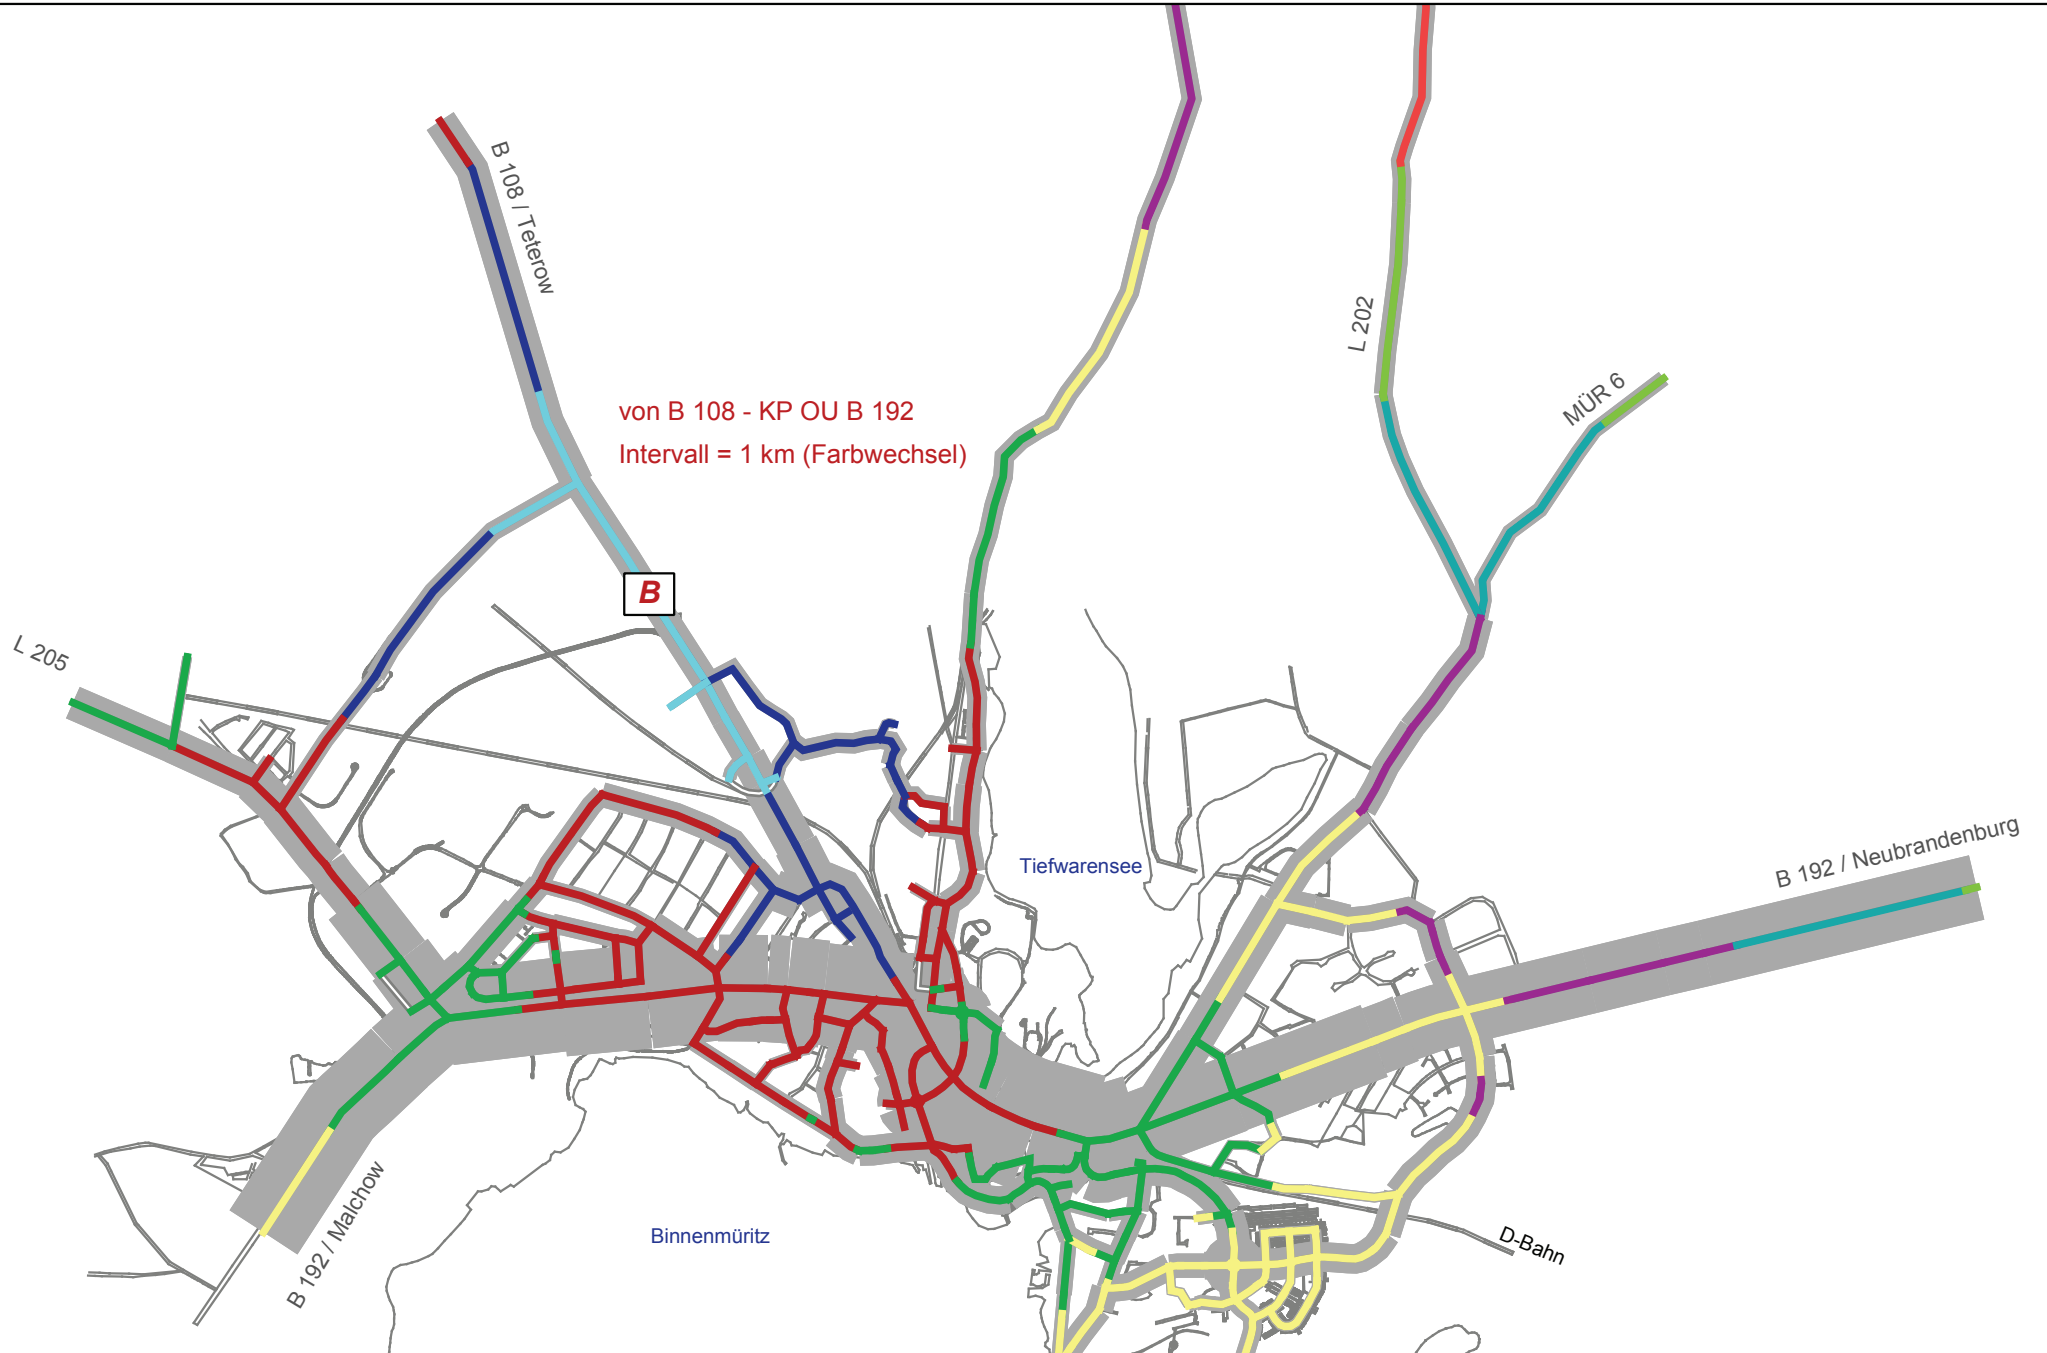 B 108 / Teterow
L 202
MÜR 6
von B 108 - KP OU B 192
Intervall = 1 km (Farbwechsel)
B
L 205
Tiefwarensee
B 192 / Neubrandenburg
B 192 / Malchow
Binnenmüritz
D-Bahn